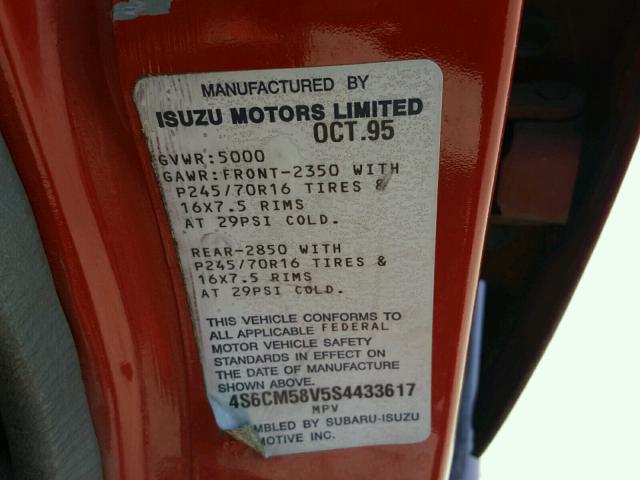 MANUFACTURED BY
ISUZU MOTORS LIMITED
OCT.95
GVWR:5000
GAWR:FRONT-2350 WITH
P245/70R16 TIRES &
16X7.5 RIMS
AT 29PSI COLD.
REAR-2850 WITH
P245/70R16 TIRES &
16X7.5 RIMS
AT 29PSI COLD.
THIS VEHICLE CONFORMS TO
ALL APPLICABLE FEDERAL
MOTOR VEHICLE SAFETY
STANDARDS IN EFFECT ON
THE DATE OF MANUFACTURE
SHOWN ABOVE.
4S6CM58V5S4433617
MPV
MBLED BY SUBARU-ISUZU
MOTIVE INC.